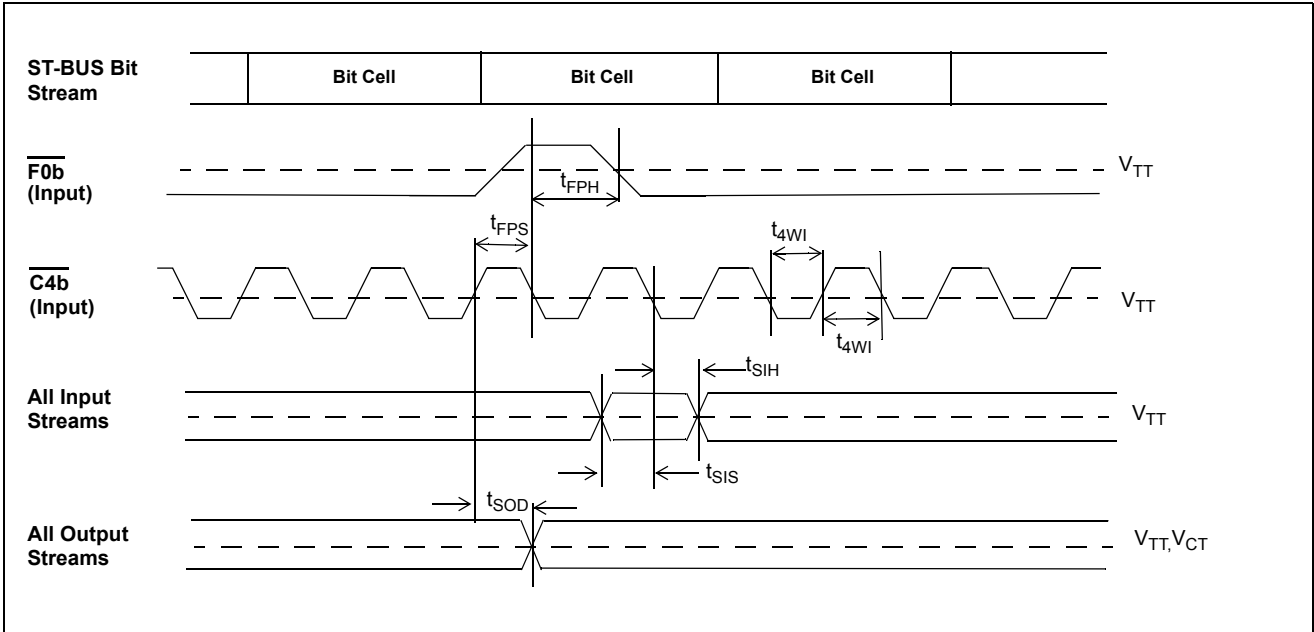 ST-BUS Bit
Stream
Bit Cell
Bit Cell
Bit Cell
F0b
(Input)
VTT
tFPH
tFPS
t4WI
C4b
(Input)
VTT
t4WI
tSIH
All Input
Streams
VTT
tSIS
tSOD
All Output
Streams
VTT,VCT